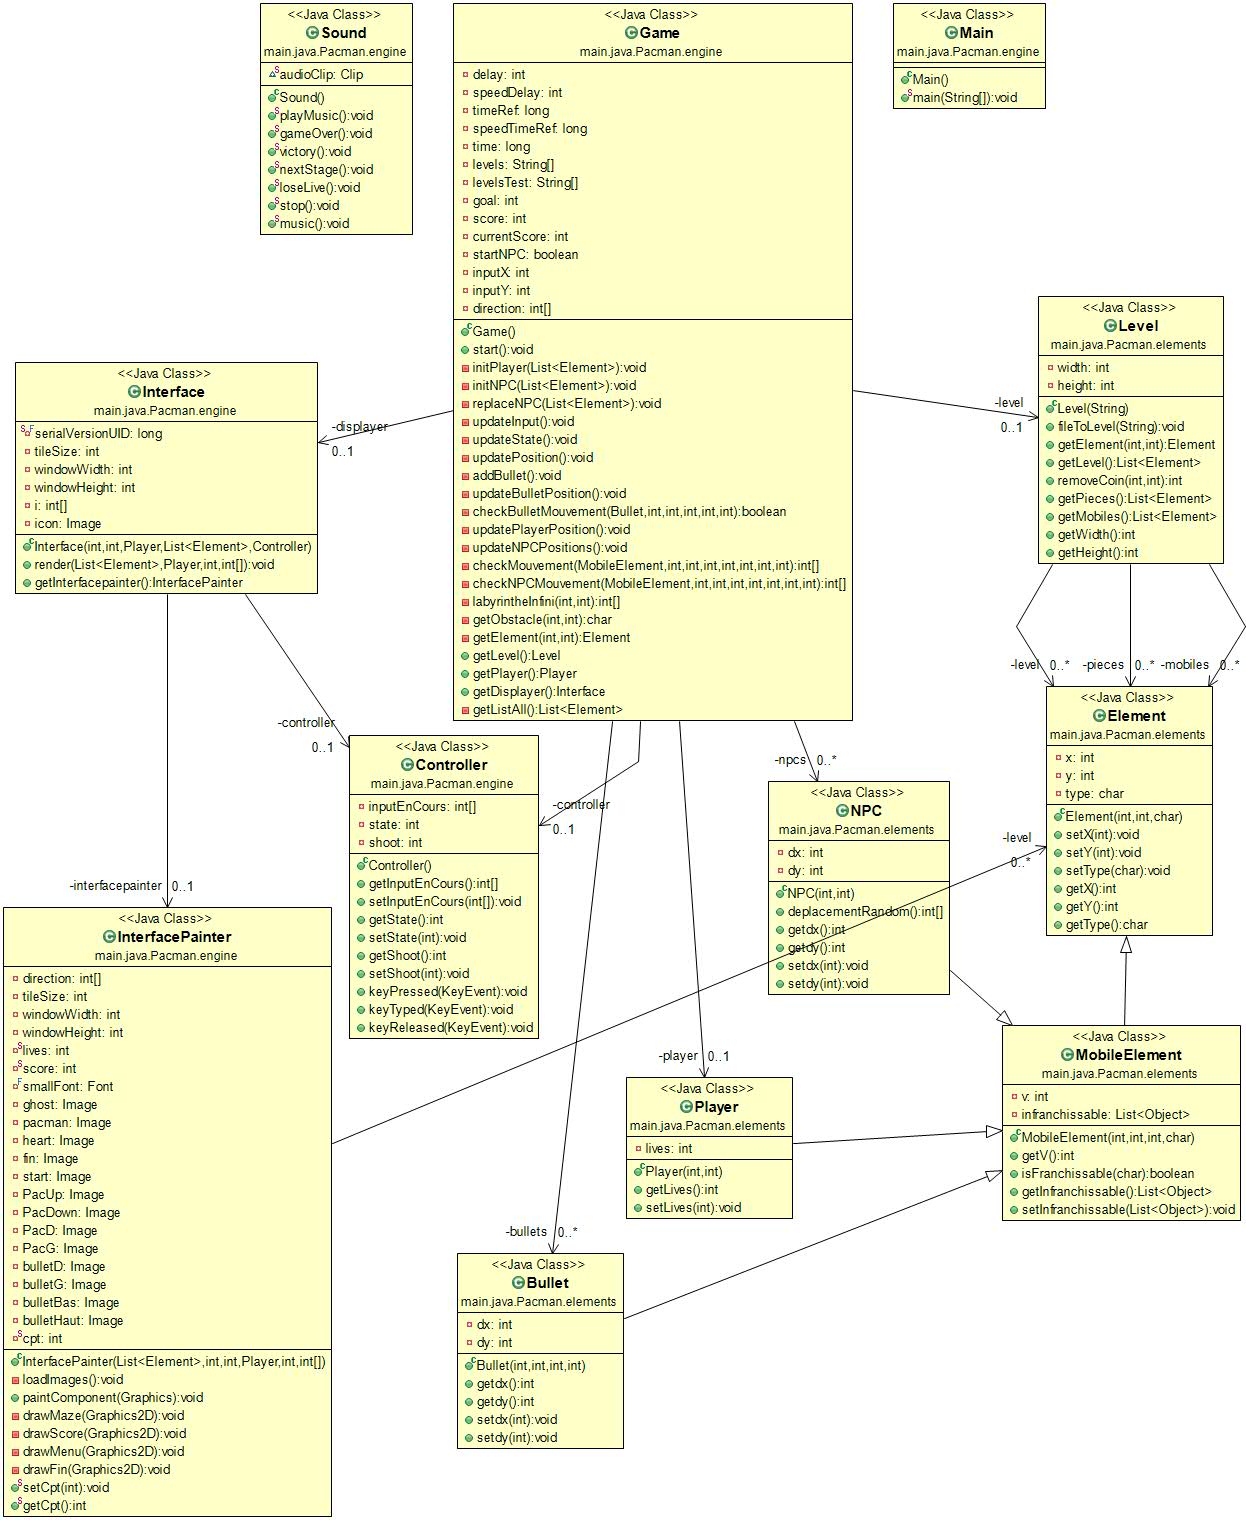 <<Java Class>>
Sound
main.java.Pacman.engine
audioClip: Clip
Sound()
playMusic():void
gameOver():void
victory():void
nextStage():void
loseLive():void
stop():void
music():void
<<Java Class>>
Game
main.java.Pacman.engine
delay: int
speedDelay: int
timeRef: long
speedTimeRef: long
time: long
levels: String[]
levelsTest: String[]
goal: int
score: int
currentScore: int
startNPC: boolean
inputX: int
inputY: int
direction: int[]
Game()
start():void
initPlayer(List<Element>):void
initNPC(List<Element>):void
replaceNPC(List<Element>):void
updateInput():void
updateState():void
updatePosition():void
addBullet():void
updateBulletPosition():void
checkBulletMouvement(Bullet,int,int,int,int,int):boolean
updatePlayerPosition():void
updateNPCPositions():void
checkMouvement(MobileElement,int,int,int,int,int,int,int):int[]
checkNPCMouvement(MobileElement,int,int,int,int,int,int,int):int[]
labyrintheInfini(int,int):int[]
getObstacle(int,int):char
getElement(int,int):Element
getLevel():Level
getPlayer():Player
getDisplayer():Interface
getListAll():List<Element>
<<Java Class>>
Main
main.java.Pacman.engine
Main()
main(String[]):void
<<Java Class>>
Level
main.java.Pacman.elements
width: int
height: int
Level(String)
fileToLevel(String):void
getElement(int,int):Element
getLevel():List<Element>
removeCoin(int,int):int
getPieces():List<Element>
getMobiles():List<Element>
getWidth():int
getHeight():int
<<Java Class>>
Interface
main.java.Pacman.engine
serialVersionUID: long
tileSize: int
windowWidth: int
windowHeight: int
i: int[]
icon: Image
Interface(int,int,Player,List<Element>,Controller)
render(List<Element>,Player,int,int[]):void
getInterfacepainter():InterfacePainter
-displayer
0..1
-level
0..1
-level 0..*
-pieces 0..*
-mobiles 0..*
-controller
0..1
-controller
0..1
-npcs 0..*
-level
0..*
-interfacepainter 0..1
-player 0..1
-bullets 0..*
<<Java Class>>
Controller
main.java.Pacman.engine
inputEnCours: int[]
state: int
shoot: int
Controller()
getInputEnCours():int[]
setInputEnCours(int[]):void
getState():int
setState(int):void
getShoot():int
setShoot(int):void
keyPressed(KeyEvent):void
keyTyped(KeyEvent):void
keyReleased(KeyEvent):void
<<Java Class>>
NPC
main.java.Pacman.elements
dx: int
dy: int
NPC(int,int)
deplacementRandom():int[]
getdx():int
getdy():int
setdx(int):void
setdy(int):void
<<Java Class>>
Element
main.java.Pacman.elements
x: int
y: int
type: char
Element(int,int,char)
setX(int):void
setY(int):void
setType(char):void
getX():int
getY():int
getType():char
<<Java Class>>
InterfacePainter
main.java.Pacman.engine
direction: int[]
tileSize: int
windowWidth: int
windowHeight: int
lives: int
score: int
smallFont: Font
ghost: Image
pacman: Image
heart: Image
fin: Image
start: Image
PacUp: Image
PacDown: Image
PacD: Image
PacG: Image
bulletD: Image
bulletG: Image
bulletBas: Image
bulletHaut: Image
cpt: int
InterfacePainter(List<Element>,int,int,Player,int,int[])
loadImages():void
paintComponent(Graphics):void
drawMaze(Graphics2D):void
drawScore(Graphics2D):void
drawMenu(Graphics2D):void
drawFin(Graphics2D):void
setCpt(int):void
getCpt():int
<<Java Class>>
Player
main.java.Pacman.elements
lives: int
Player(int,int)
getLives():int
setLives(int):void
<<Java Class>>
MobileElement
main.java.Pacman.elements
v: int
infranchissable: List<Object>
MobileElement(int,int,int,char)
getV():int
isFranchissable(char):boolean
getInfranchissable():List<Object>
setInfranchissable(List<Object>):void
<<Java Class>>
Bullet
main.java.Pacman.elements
dx: int
dy: int
Bullet(int,int,int,int)
getdx():int
getdy():int
setdx(int):void
setdy(int):void